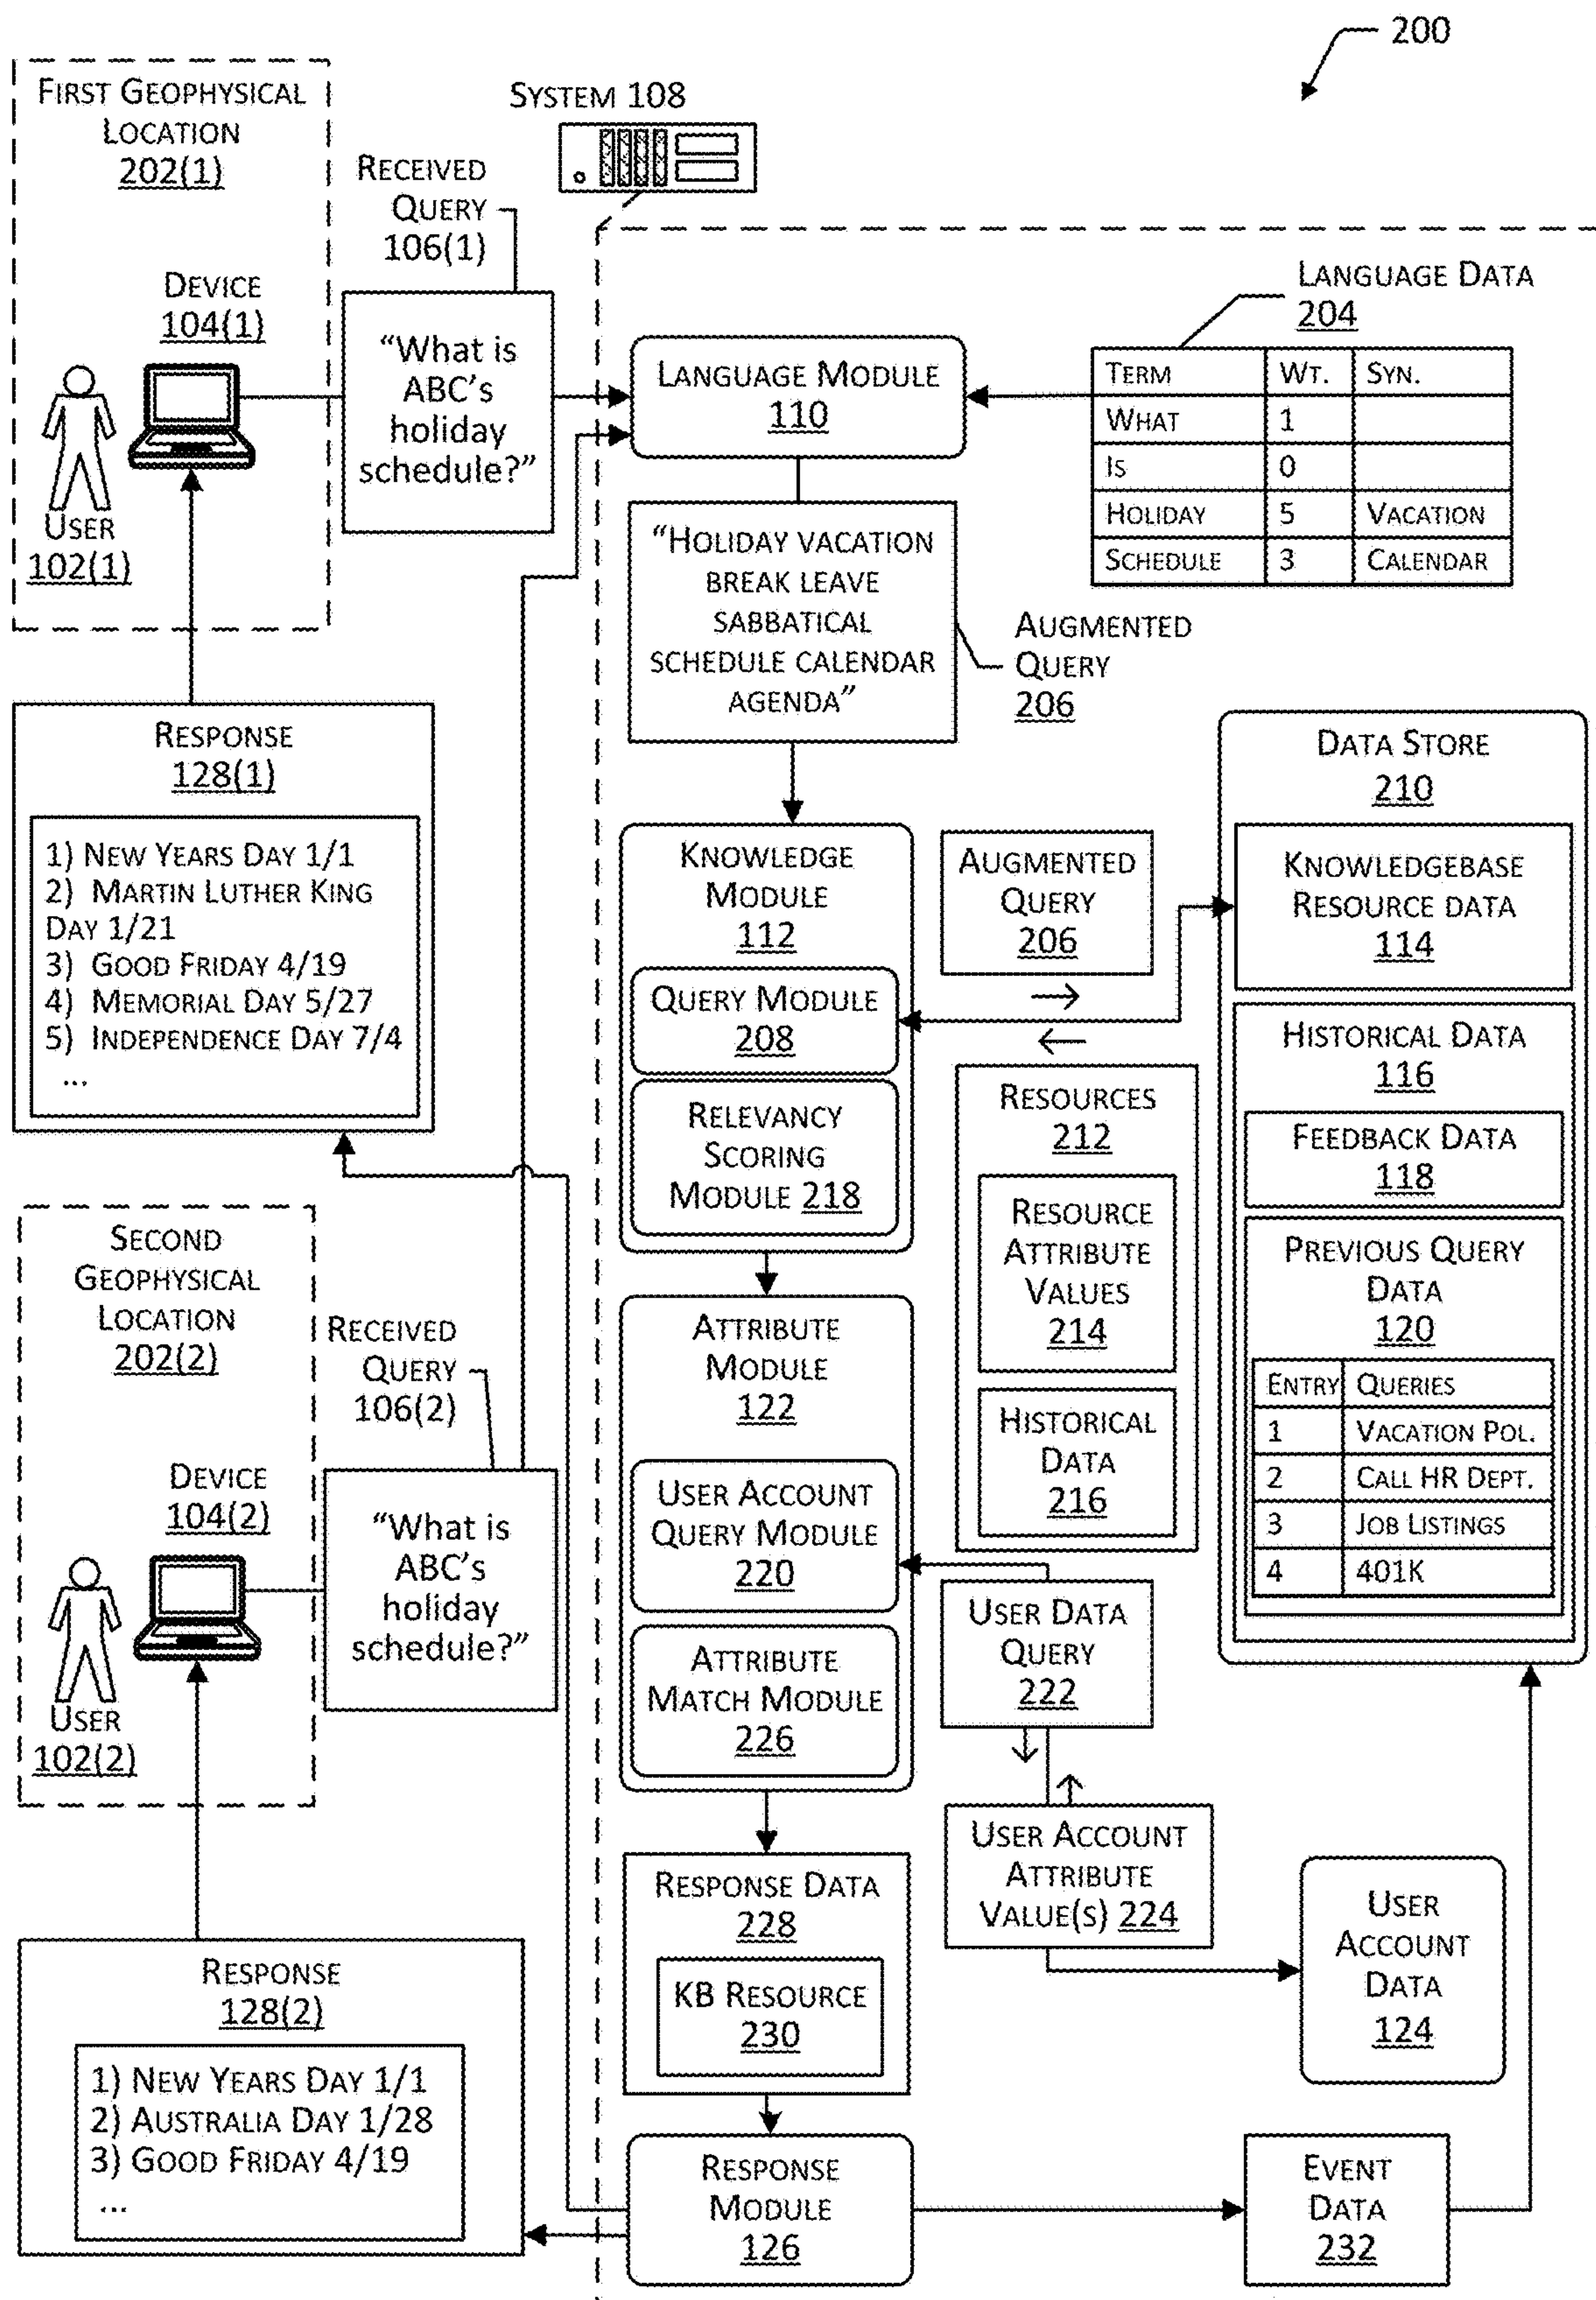 200
FIRST GEOPHYSICAL
LOCATION
202(1)
SYSTEM 108
RECEIVED
QUERY
106(1)
DEVICE
104(1)
USER
102(1)
“What is
ABC’s
holiday
schedule?”
LANGUAGE MODULE
110
LANGUAGE DATA
204
TERM WT. SYN.
WHAT 1
IS 0
HOLIDAY 5 VACATION
SCHEDULE 3 CALENDAR
“HOLIDAY VACATION
BREAK LEAVE
SABBATICAL
SCHEDULE CALENDAR
AGENDA”
AUGMENTED
QUERY
206
RESPONSE
128(1)
1) NEW YEARS DAY 1/1
2) MARTIN LUTHER KING
DAY 1/21
3) GOOD FRIDAY 4/19
4) MEMORIAL DAY 5/27
5) INDEPENDENCE DAY 7/4
...
KNOWLEDGE
MODULE
112
QUERY MODULE
208
RELEVANCY
SCORING
MODULE 218
AUGMENTED
QUERY
206
RESOURCES
212
RESOURCE
ATTRIBUTE
VALUES
214
HISTORICAL
DATA
216
DATA STORE
210
KNOWLEDGEBASE
RESOURCE DATA
114
HISTORICAL DATA
116
FEEDBACK DATA
118
PREVIOUS QUERY
DATA
120
ENTRY QUERIES
1 VACATION POL.
2 CALL HR DEPT.
3 JOB LISTINGS
4 401K
SECOND
GEOPHYSICAL
LOCATION
202(2)
RECEIVED
QUERY
106(2)
DEVICE
104(2)
USER
102(2)
“What is
ABC’s
holiday
schedule?”
ATTRIBUTE
MODULE
122
USER ACCOUNT
QUERY MODULE
220
ATTRIBUTE
MATCH MODULE
226
USER DATA
QUERY
222
USER ACCOUNT
ATTRIBUTE
VALUE(S) 224
USER
ACCOUNT
DATA
124
RESPONSE DATA
228
KB RESOURCE
230
RESPONSE
128(2)
1) NEW YEARS DAY 1/1
2) AUSTRALIA DAY 1/28
3) GOOD FRIDAY 4/19
...
RESPONSE
MODULE
126
EVENT
DATA
232